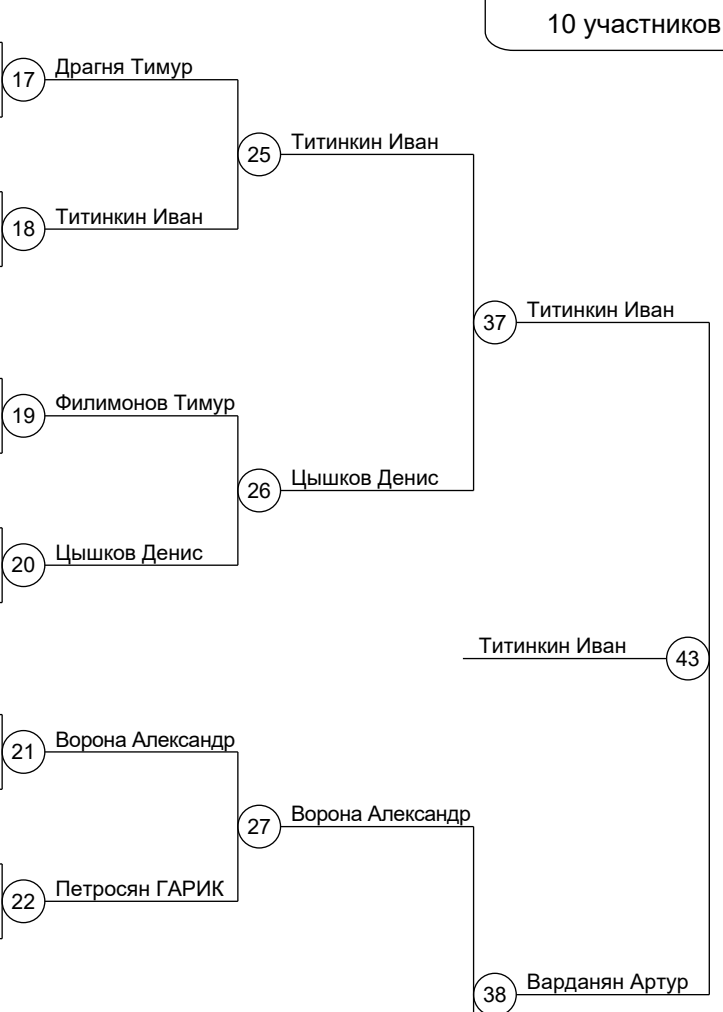 10 участников
17 Драгня Тимур
25 Титинкин Иван
18 Титинкин Иван
37 Титинкин Иван
19 Филимонов Тимур
26 Цышков Денис
20 Цышков Денис
Титинкин Иван 43
21 Ворона Александр
27 Ворона Александр
22 Петросян ГАРИК
38 Варданян Артур